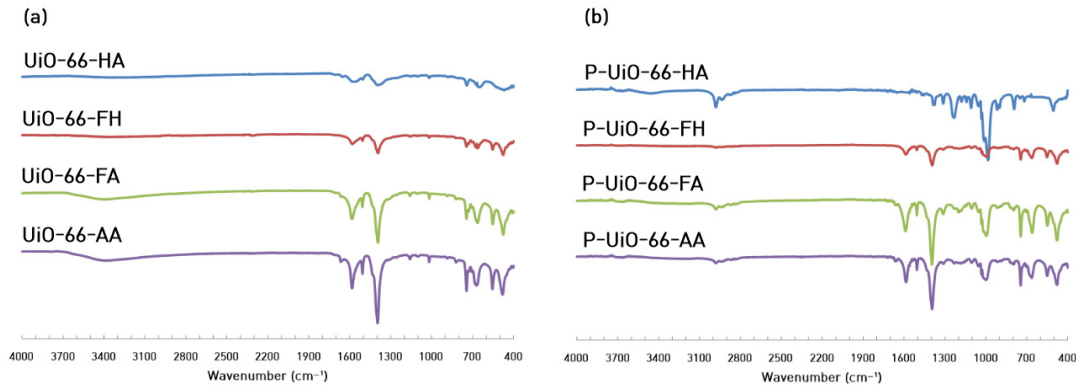 (a)
UiO-66-HA
UiO-66-FH
UiO-66-FA
UiO-66-AA
4000 3700 3400 3100 2800 2500 2200 1900 1600 1300 1000 700 400
Wavenumber (cm⁻¹)
(b)
P-UiO-66-HA
P-UiO-66-FH
P-UiO-66-FA
P-UiO-66-AA
4000 3700 3400 3100 2800 2500 2200 1900 1600 1300 1000 700 400
Wavenumber (cm⁻¹)